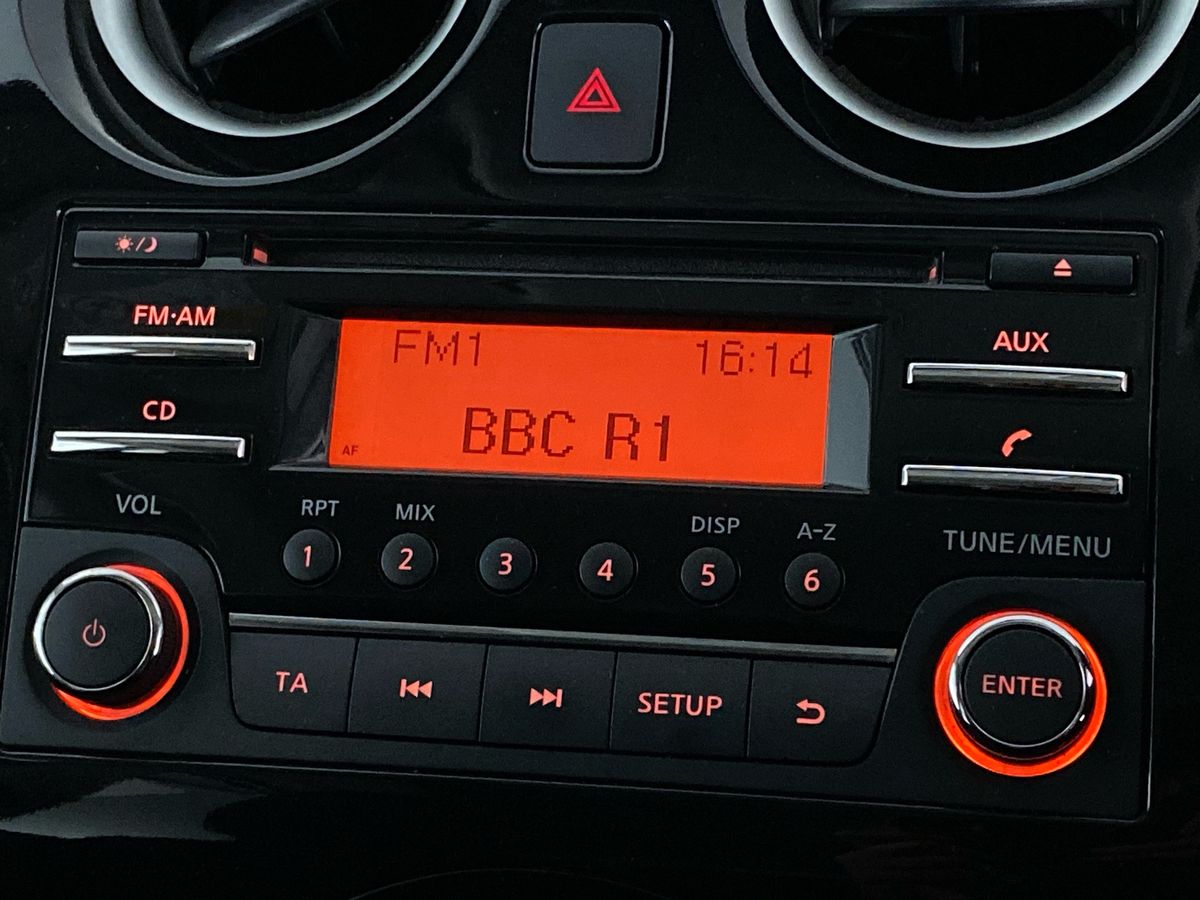 FM•AM
CD
VOL
FM1 16:14
BBC R1
AF
AUX
RPT MIX DISP A-Z
1 2 3 4 5 6
TUNE/MENU
TA SETUP
ENTER